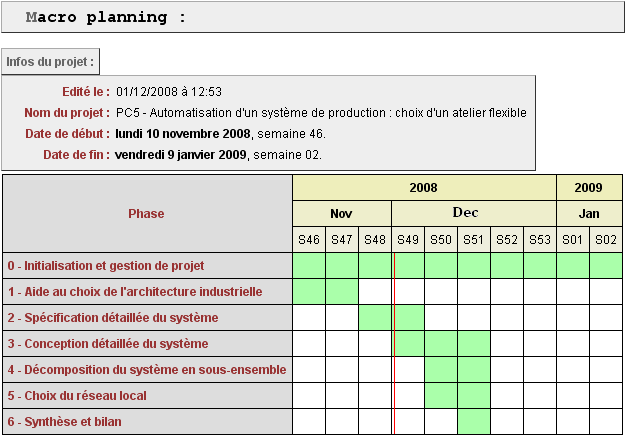 Macro planning :
Infos du projet :
Edité le : 01/12/2008 à 12:53
Nom du projet : PC5 - Automatisation d'un système de production : choix d'un atelier flexible
Date de début : lundi 10 novembre 2008, semaine 46.
Date de fin : vendredi 9 janvier 2009, semaine 02.
Phase
2008 2009
Nov Dec Jan
S46 S47 S48 S49 S50 S51 S52 S53 S01 S02
0 - Initialisation et gestion de projet
1 - Aide au choix de l'architecture industrielle
2 - Spécification détaillée du système
3 - Conception détaillée du système
4 - Décomposition du système en sous-ensemble
5 - Choix du réseau local
6 - Synthèse et bilan